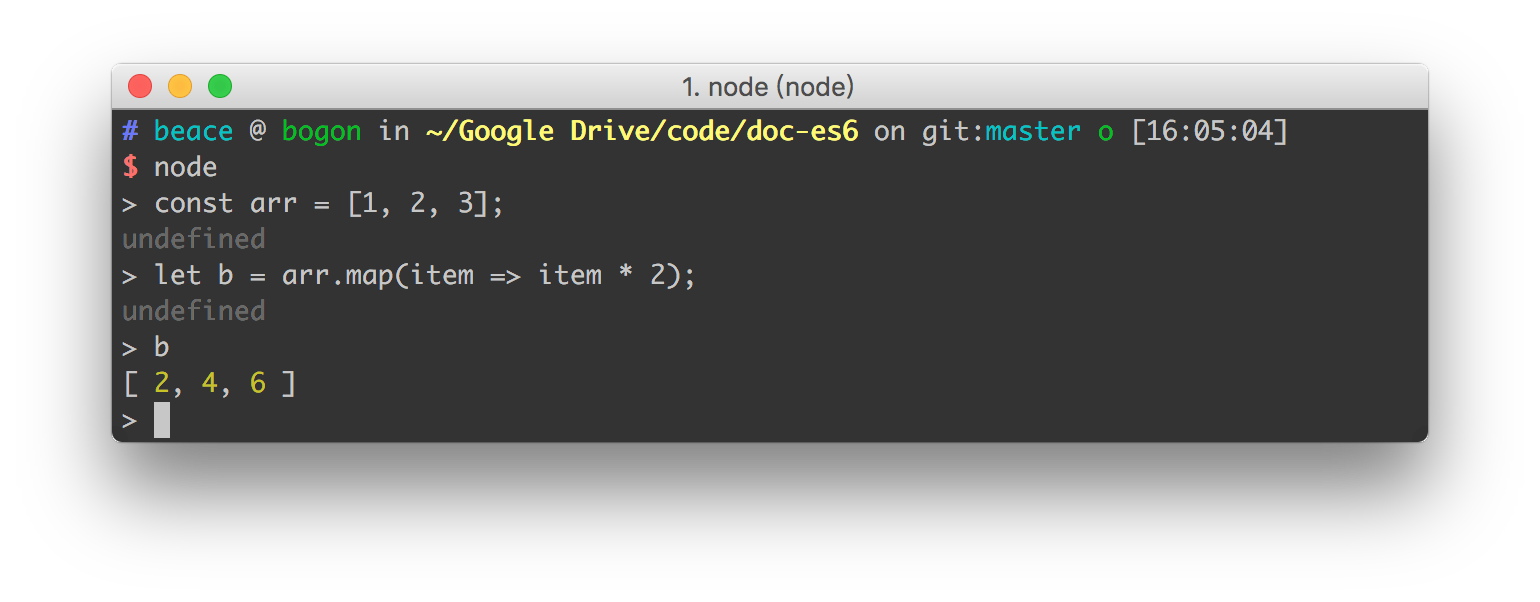 1. node (node)
# beace @ bogon in ~/Google Drive/code/doc-es6 on git:master o [16:05:04]
$ node
> const arr = [1, 2, 3];
undefined
> let b = arr.map(item => item * 2);
undefined
> b
[ 2, 4, 6 ]
>